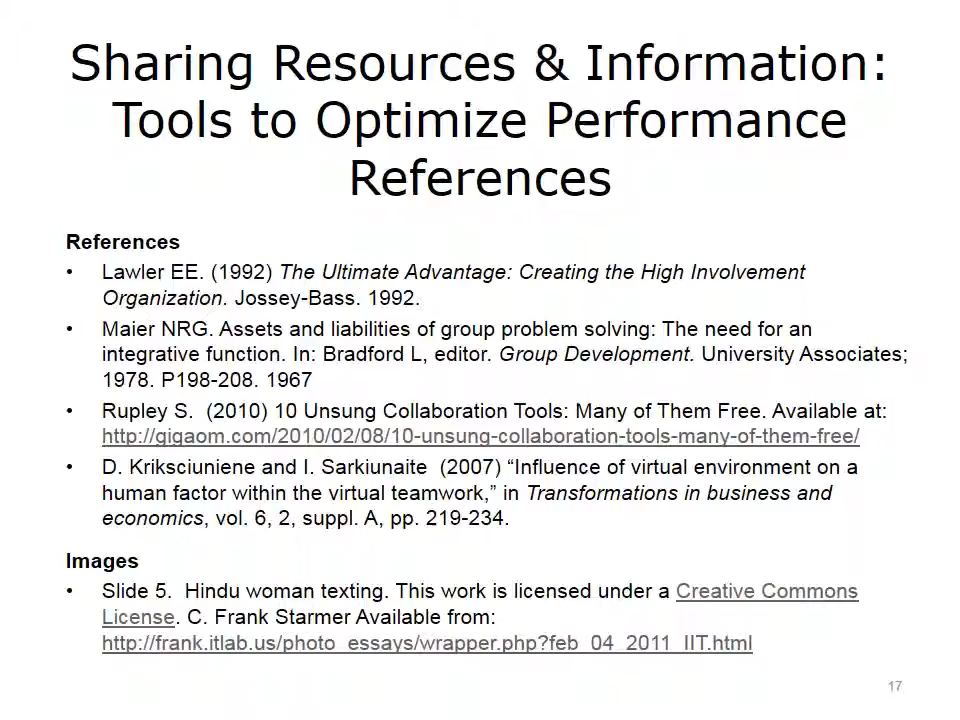 Sharing Resources & Information:
Tools to Optimize Performance
References
References
• Lawler EE. (1992) The Ultimate Advantage: Creating the High Involvement
Organization. Jossey-Bass. 1992.
• Maier NRG. Assets and liabilities of group problem solving: The need for an
integrative function. In: Bradford L, editor. Group Development. University Associates;
1978. P198-208. 1967
• Rupley S.  (2010) 10 Unsung Collaboration Tools: Many of Them Free. Available at:
http://gigaom.com/2010/02/08/10-unsung-collaboration-tools-many-of-them-free/
• D. Kriksciuniene and I. Sarkiunaite  (2007) “Influence of virtual environment on a
human factor within the virtual teamwork,” in Transformations in business and
economics, vol. 6, 2, suppl. A, pp. 219-234.
Images
• Slide 5.  Hindu woman texting. This work is licensed under a Creative Commons
License. C. Frank Starmer Available from:
http://frank.itlab.us/photo_essays/wrapper.php?feb_04_2011_IIT.html
17